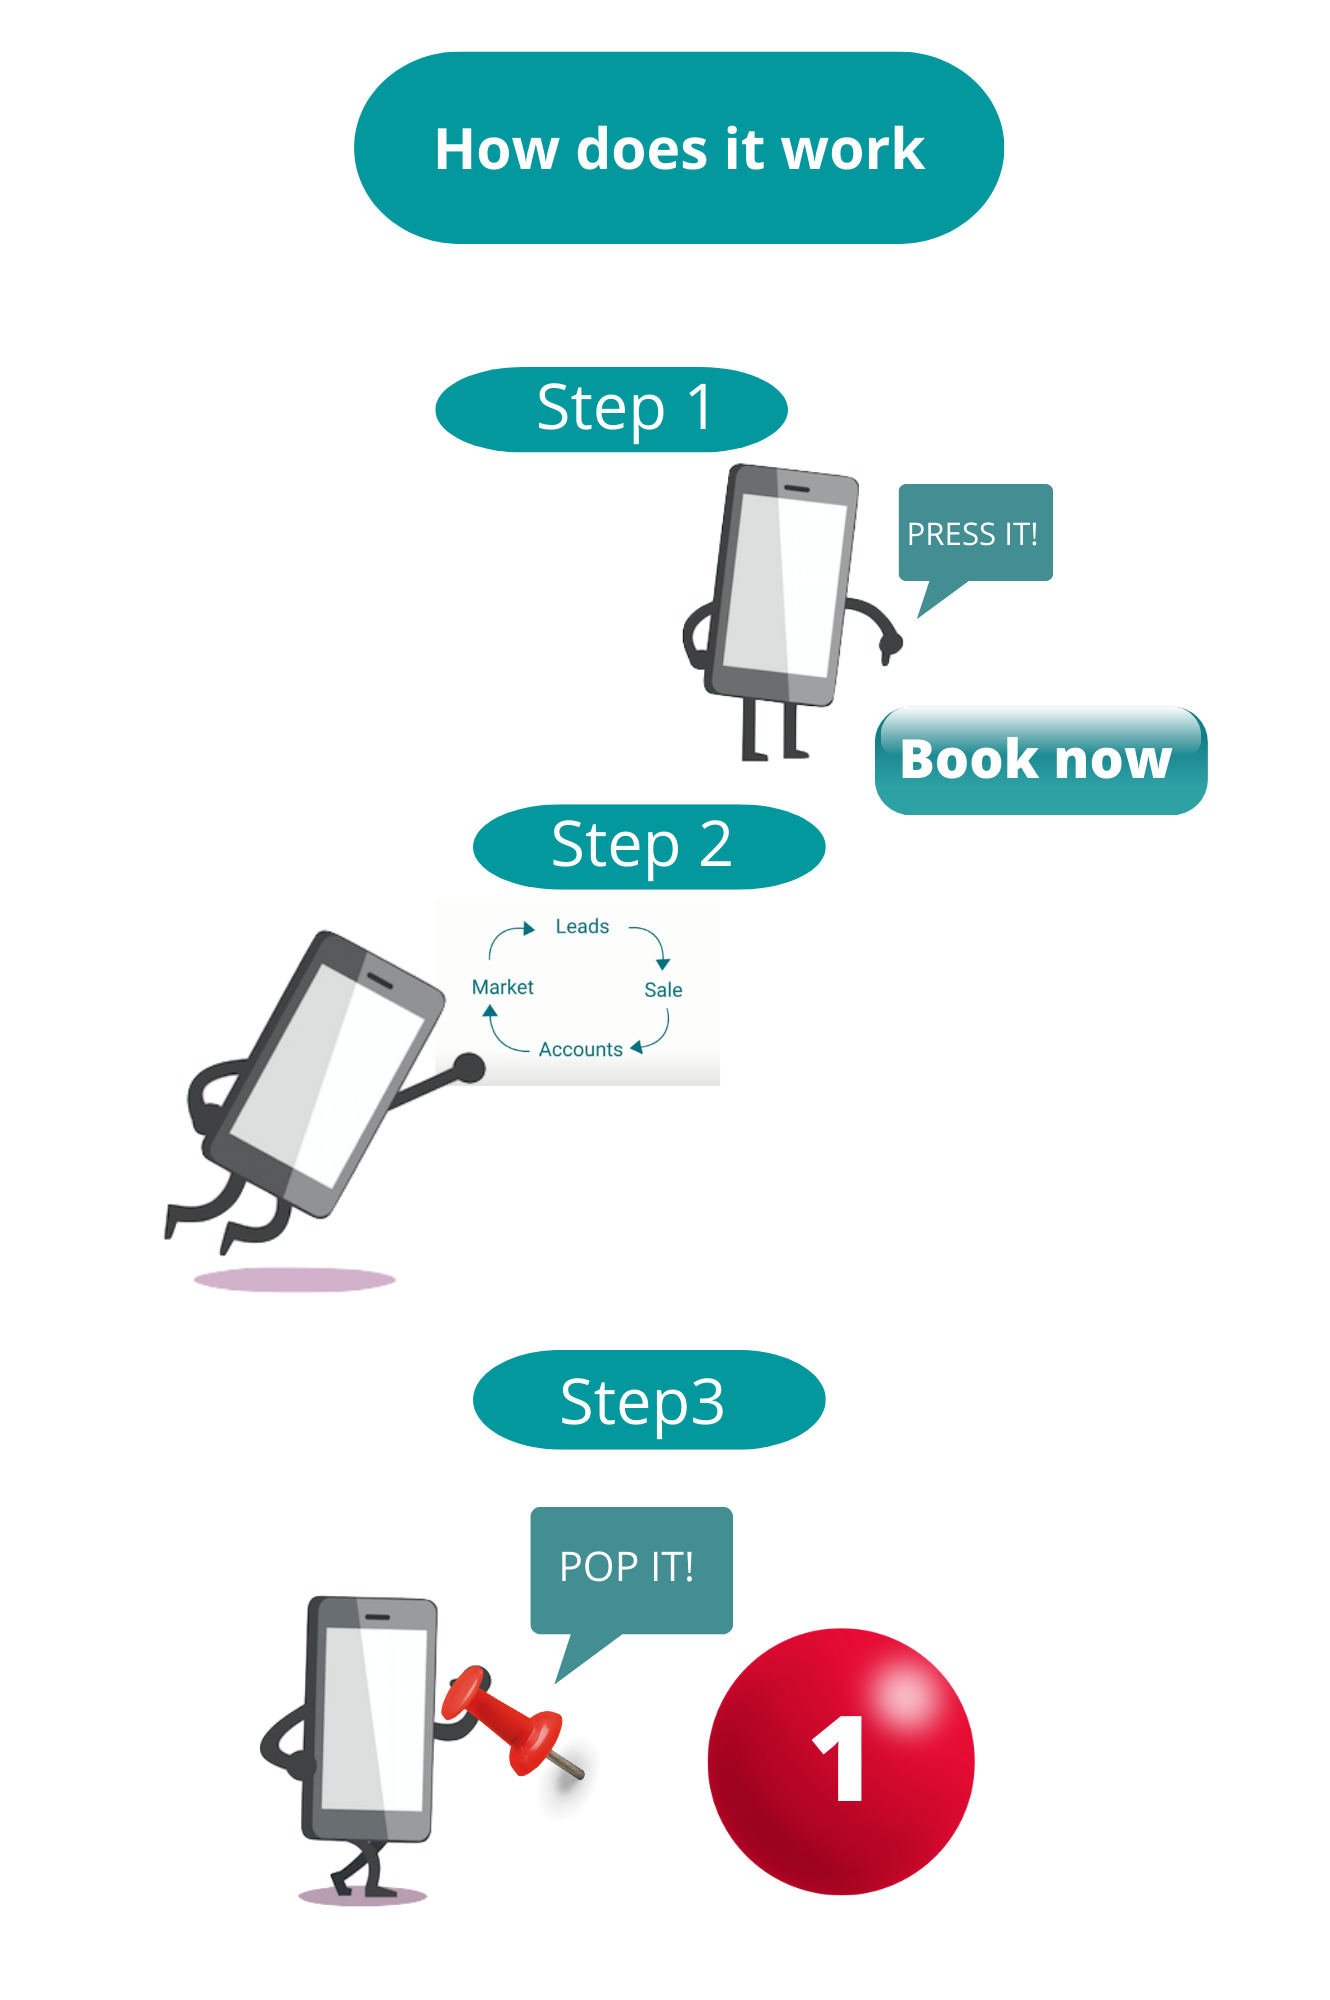 How does it work
Step 1
PRESS IT!
Book now
Step 2
Leads
Market
Sale
Accounts
Step3
POP IT!
1